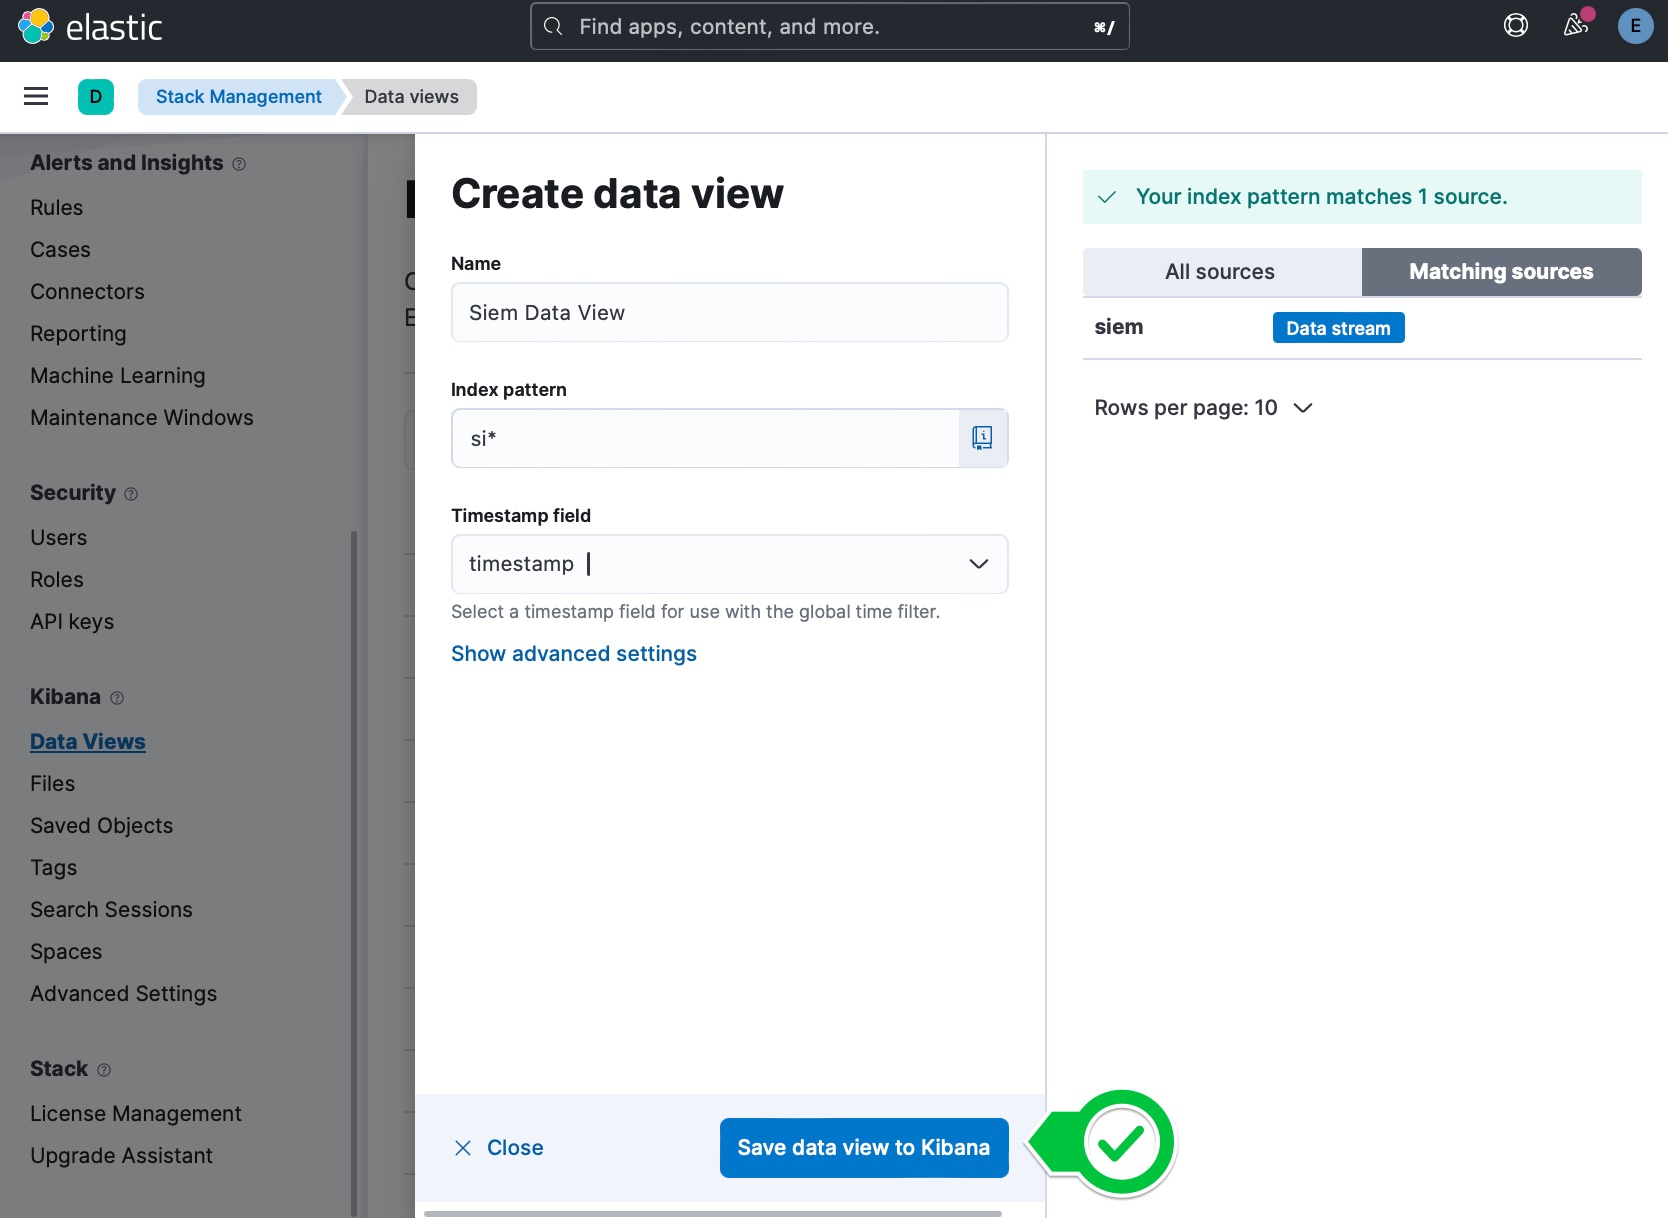 elastic
Find apps, content, and more.
⌘/
E
D
Stack Management
Data views
Alerts and Insights
Rules
Cases
Connectors
Reporting
Machine Learning
Maintenance Windows
Security
Users
Roles
API keys
Kibana
Data Views
Files
Saved Objects
Tags
Search Sessions
Spaces
Advanced Settings
Stack
License Management
Upgrade Assistant
Create data view
Name
Siem Data View
Index pattern
si*
Timestamp field
timestamp
Select a timestamp field for use with the global time filter.
Show advanced settings
Close
Save data view to Kibana
Your index pattern matches 1 source.
All sources
Matching sources
siem
Data stream
Rows per page: 10